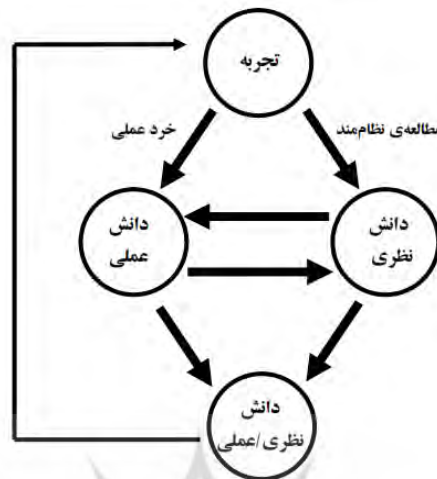 تجربه
مطالعه‌ی نظام‌مند
خرد عملی
دانش
نظری
دانش
عملی
دانش
نظری/عملی